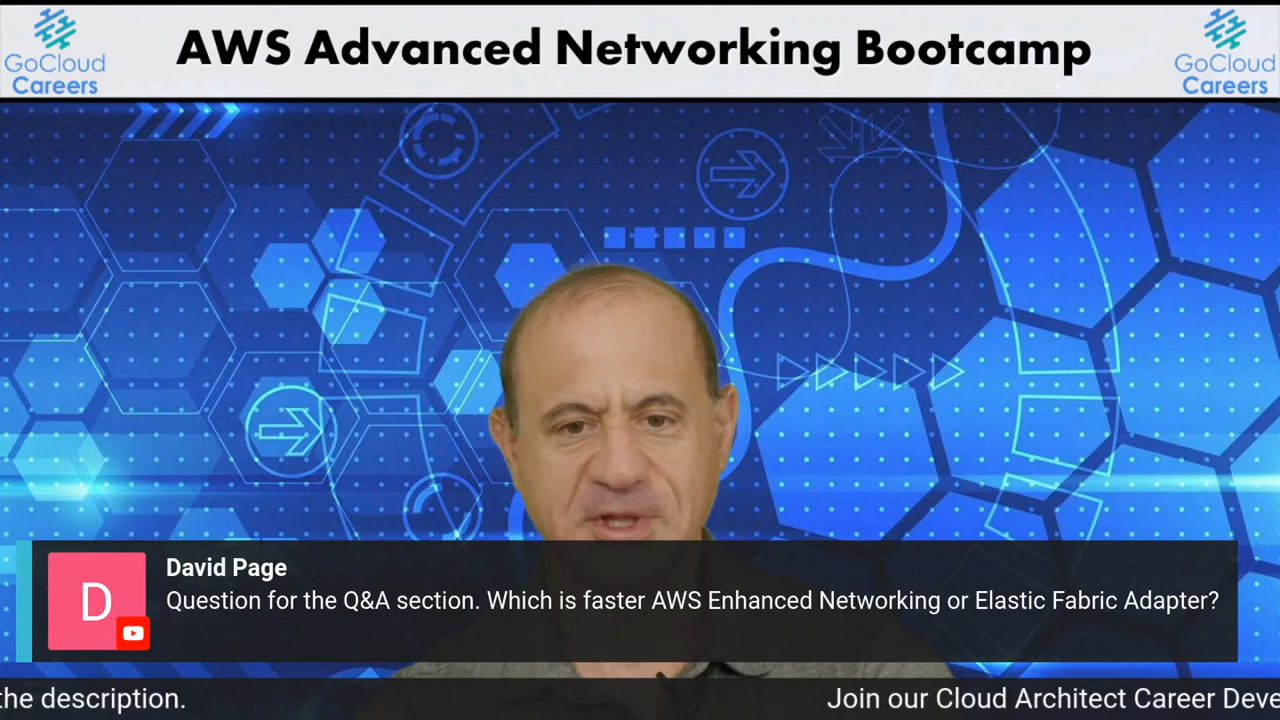 AWS Advanced Networking Bootcamp
GoCloud
Careers
GoCloud
Careers
D
David Page
Question for the Q&A section. Which is faster AWS Enhanced Networking or Elastic Fabric Adapter?
the description.
Join our Cloud Architect Career Deve